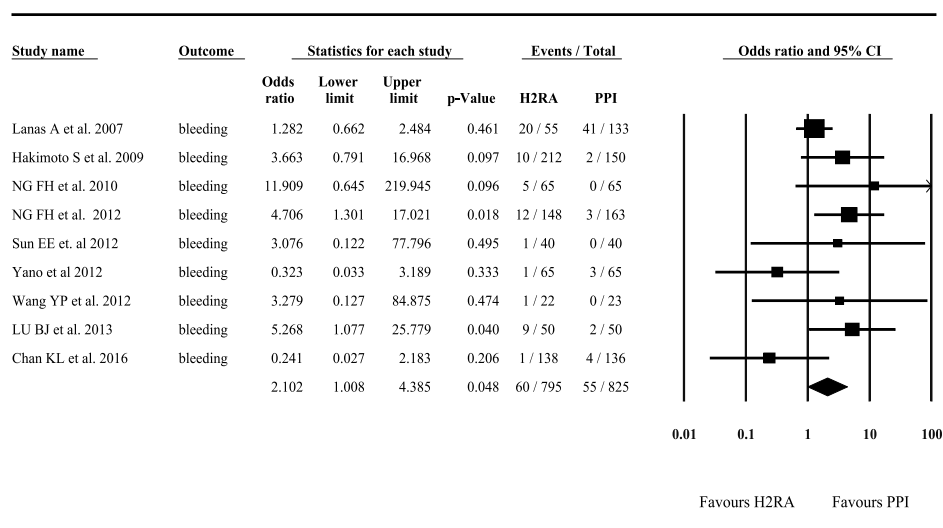 Study name Outcome Statistics for each study Events / Total Odds ratio and 95% CI
Odds ratio Lower limit Upper limit p-Value H2RA PPI
Lanas A et al. 2007 bleeding 1.282 0.662 2.484 0.461 20 / 55 41 / 133
Hakimoto S et al. 2009 bleeding 3.663 0.791 16.968 0.097 10 / 212 2 / 150
NG FH et al. 2010 bleeding 11.909 0.645 219.945 0.096 5 / 65 0 / 65
NG FH et al. 2012 bleeding 4.706 1.301 17.021 0.018 12 / 148 3 / 163
Sun EE et. al 2012 bleeding 3.076 0.122 77.796 0.495 1 / 40 0 / 40
Yano et al 2012 bleeding 0.323 0.033 3.189 0.333 1 / 65 3 / 65
Wang YP et al. 2012 bleeding 3.279 0.127 84.875 0.474 1 / 22 0 / 23
LU BJ et al. 2013 bleeding 5.268 1.077 25.779 0.040 9 / 50 2 / 50
Chan KL et al. 2016 bleeding 0.241 0.027 2.183 0.206 1 / 138 4 / 136
2.102 1.008 4.385 0.048 60 / 795 55 / 825
0.01 0.1 1 10 100
Favours H2RA Favours PPI